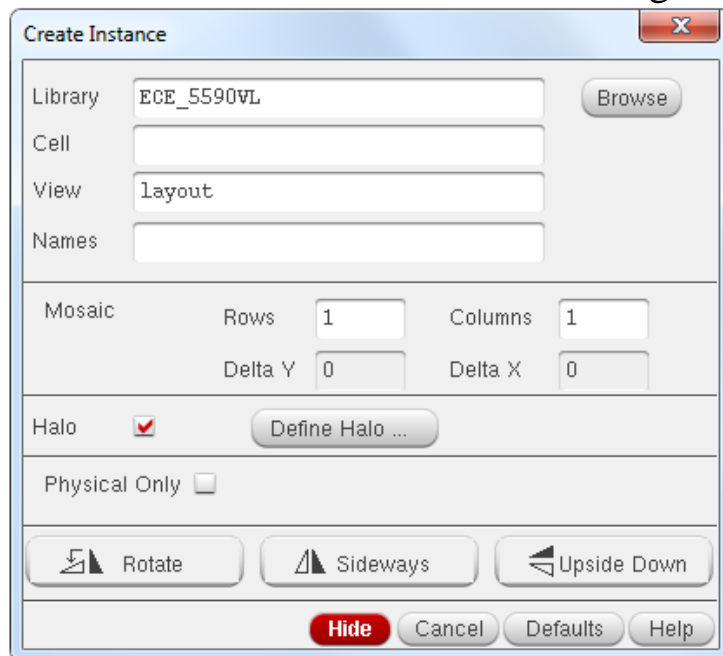 Create Instance
Library ECE_5590VL Browse
Cell
View layout
Names
Mosaic Rows 1 Columns 1
Delta Y 0 Delta X 0
Halo Define Halo ...
Physical Only
Rotate Sideways Upside Down
Hide Cancel Defaults Help